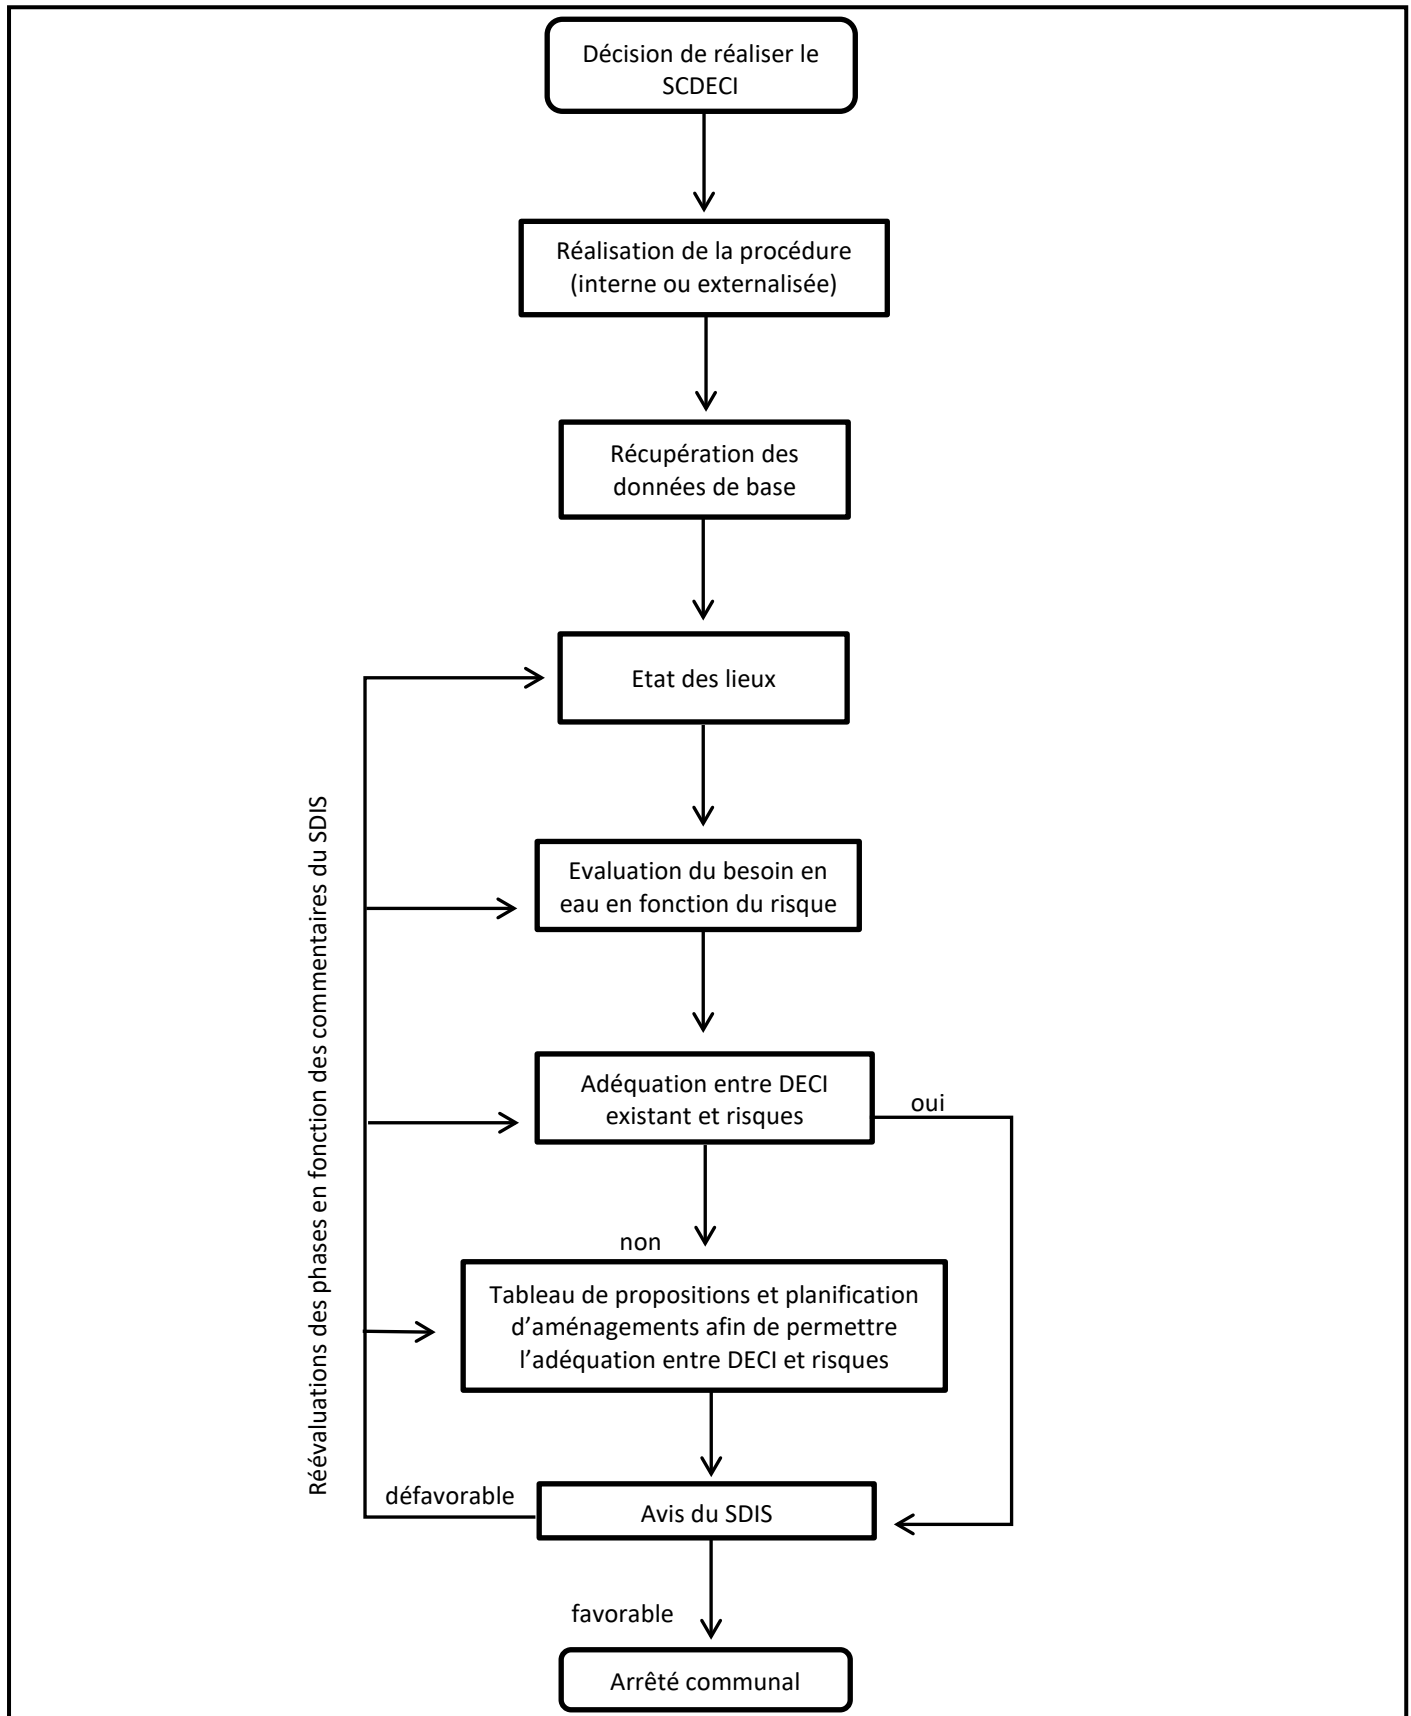 Décision de réaliser le
SCDECI
Réalisation de la procédure
(interne ou externalisée)
Récupération des
données de base
Etat des lieux
Evaluation du besoin en
eau en fonction du risque
Adéquation entre DECI
existant et risques
oui
non
Tableau de propositions et planification
d’aménagements afin de permettre
l’adéquation entre DECI et risques
Réévaluations des phases en fonction des commentaires du SDIS
défavorable
Avis du SDIS
favorable
Arrêté communal